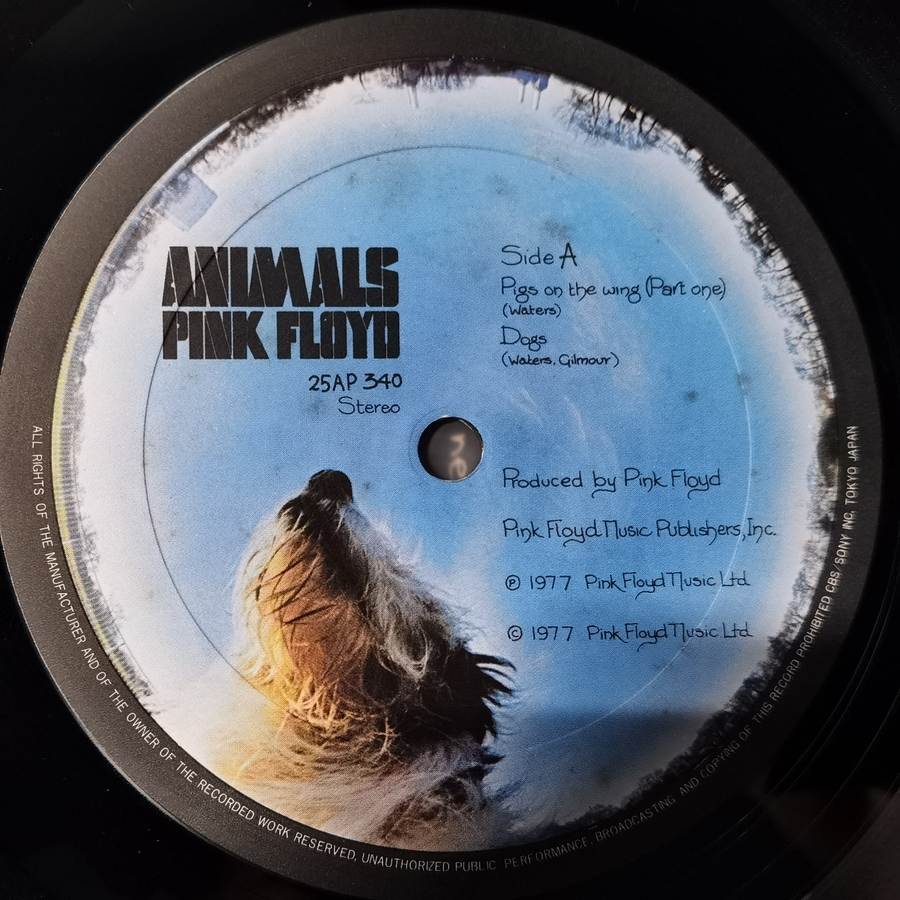 ANIMALS
PINK FLOYD
25AP 340
Stereo
Side A
Pigs on the wing (Part one)
(Waters)
Dogs
(Waters, Gilmour)
Produced by Pink Floyd
Pink Floyd Music Publishers, Inc.
℗ 1977 Pink Floyd Music Ltd.
© 1977 Pink Floyd Music Ltd.
ALL RIGHTS OF THE MANUFACTURER AND OF THE OWNER OF THE RECORDED WORK RESERVED, UNAUTHORIZED PUBLIC PERFORMANCE, BROADCASTING AND COPYING OF THIS RECORD PROHIBITED CBS/SONY INC, TOKYO JAPAN